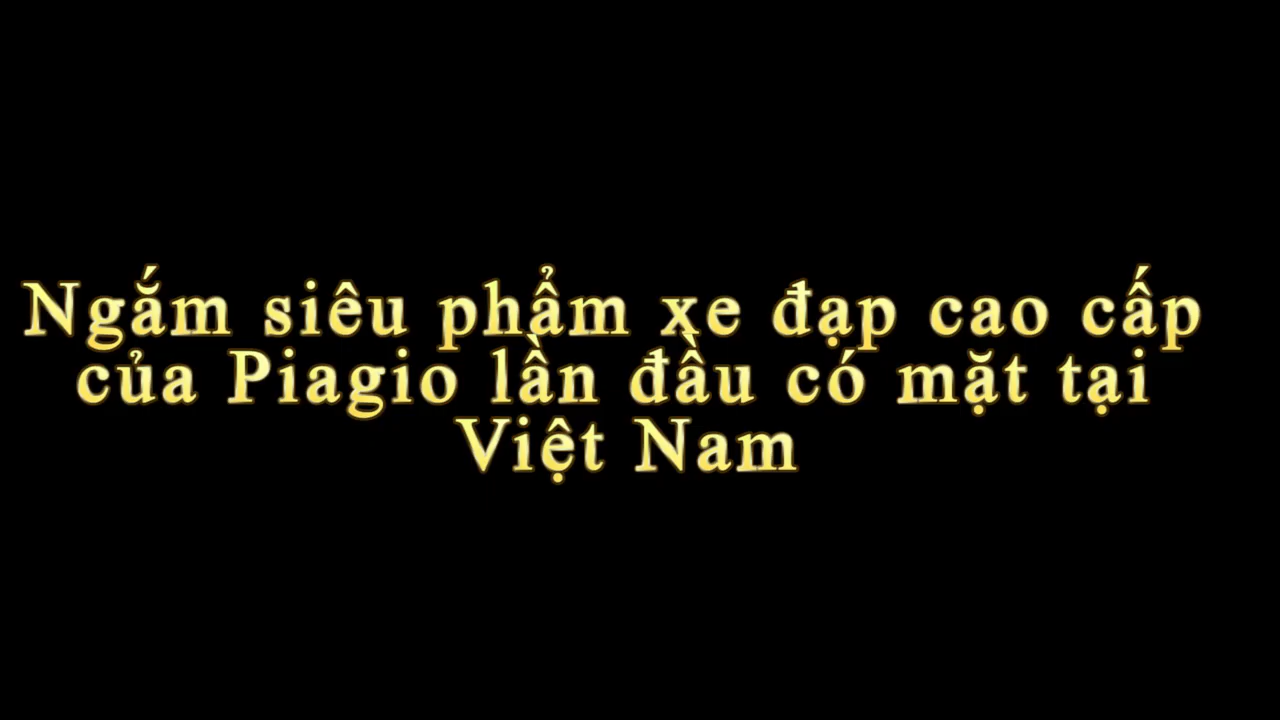 Ngắm siêu phẩm xe đạp cao cấp
của Piagio lần đầu có mặt tại
Việt Nam